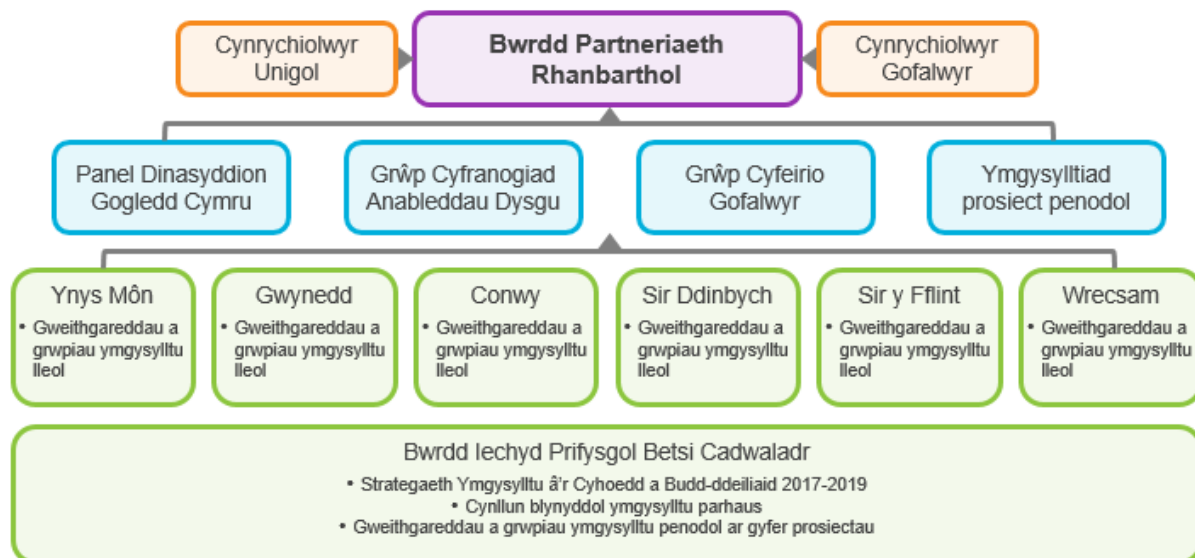 Cynrychiolwyr
Unigol
Bwrdd Partneriaeth
Rhanbarthol
Cynrychiolwyr
Gofalwyr
Panel Dinasyddion
Gogledd Cymru
Grŵp Cyfranogiad
Anableddau Dysgu
Grŵp Cyfeirio
Gofalwyr
Ymgysylltiad
prosiect penodol
Ynys Môn
• Gweithgareddau a
grwpiau ymgysylltu
lleol
Gwynedd
• Gweithgareddau a
grwpiau ymgysylltu
lleol
Conwy
• Gweithgareddau a
grwpiau ymgysylltu
lleol
Sir Ddinbych
• Gweithgareddau a
grwpiau ymgysylltu
lleol
Sir y Fflint
• Gweithgareddau a
grwpiau ymgysylltu
lleol
Wrecsam
• Gweithgareddau a
grwpiau ymgysylltu
lleol
Bwrdd Iechyd Prifysgol Betsi Cadwaladr
• Strategaeth Ymgysylltu â'r Cyhoedd a Budd-ddeiliaid 2017-2019
• Cynllun blynyddol ymgysylltu parhaus
• Gweithgareddau a grwpiau ymgysylltu penodol ar gyfer prosiectau